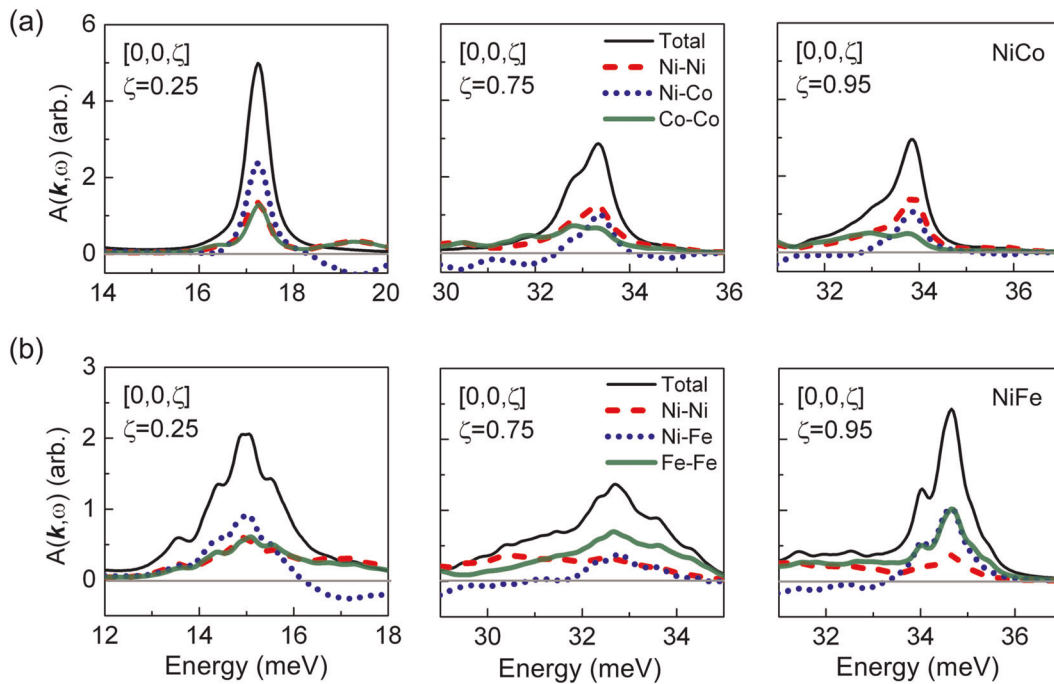 (a)
A(k,ω) (arb.)
6
4
2
0
[0,0,ζ]
ζ=0.25
14 16 18 20
[0,0,ζ]
ζ=0.75
Total
Ni-Ni
Ni-Co
Co-Co
30 32 34 36
[0,0,ζ]
ζ=0.95
NiCo
32 34 36
(b)
A(k,ω) (arb.)
3
2
1
0
[0,0,ζ]
ζ=0.25
12 14 16 18
Energy (meV)
[0,0,ζ]
ζ=0.75
Total
Ni-Ni
Ni-Fe
Fe-Fe
30 32 34
Energy (meV)
[0,0,ζ]
ζ=0.95
NiFe
32 34 36
Energy (meV)